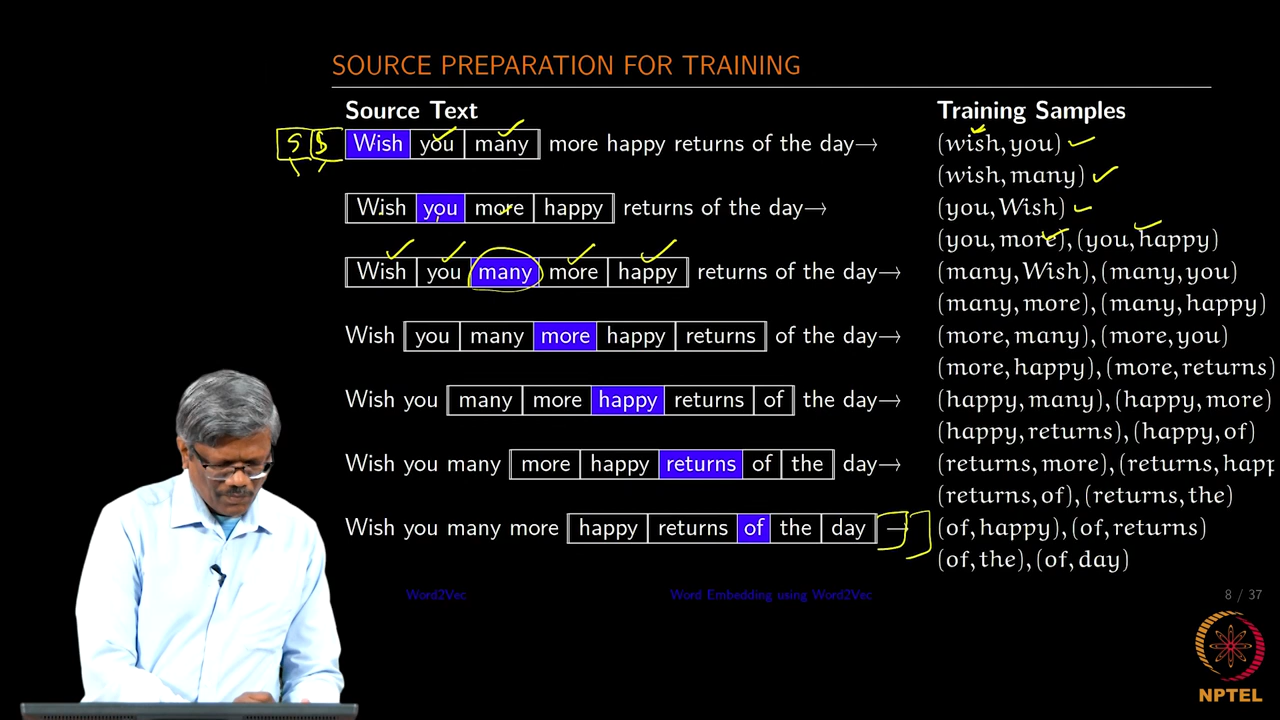 SOURCE PREPARATION FOR TRAINING
Source Text Training Samples
S S Wish you many more happy returns of the day→ (wish, you)
(wish, many)
Wish you more happy returns of the day→ (you, Wish)
(you, more), (you, happy)
Wish you many more happy returns of the day→ (many, Wish), (many, you)
(many, more), (many, happy)
Wish you many more happy returns of the day→ (more, many), (more, you)
(more, happy), (more, returns)
Wish you many more happy returns of the day→ (happy, many), (happy, more)
(happy, returns), (happy, of)
Wish you many more happy returns of the day→ (returns, more), (returns, happ
(returns, of), (returns, the)
Wish you many more happy returns of the day → (of, happy), (of, returns)
(of, the), (of, day)
Word2Vec Word Embedding using Word2Vec 8 / 37
NPTEL